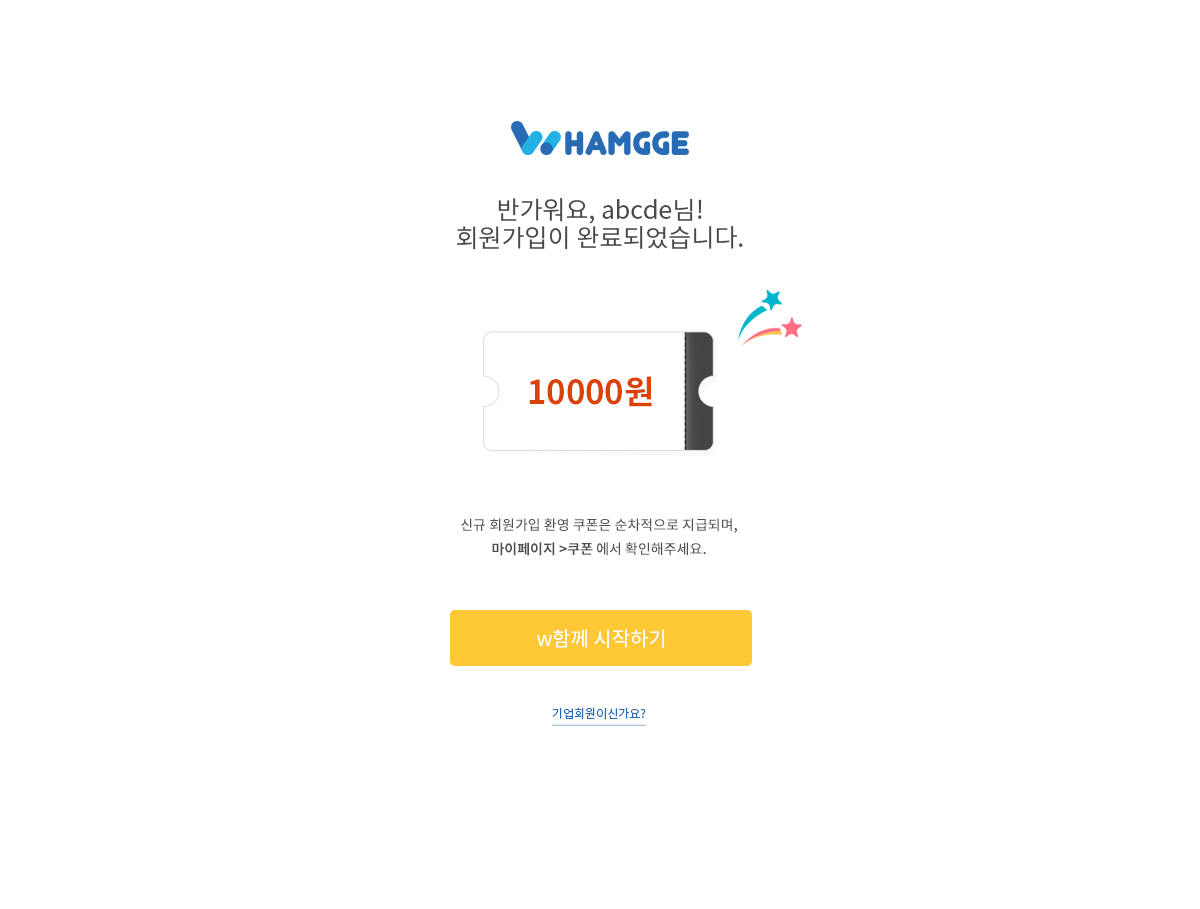 W HAMGGE
반가워요, abcde님!
회원가입이 완료되었습니다.
10000원
신규 회원가입 환영 쿠폰은 순차적으로 지급되며,
마이페이지 >쿠폰 에서 확인해주세요.
w함께 시작하기
기업회원이신가요?